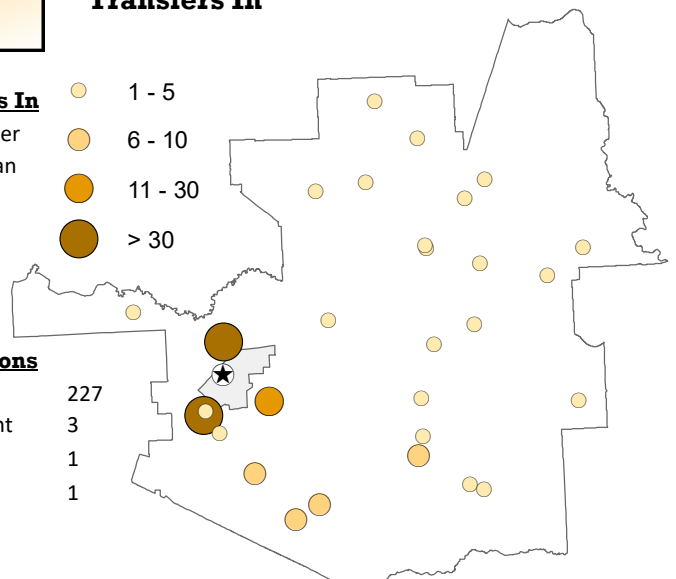 Transfers In
s In
er
an
1 - 5
6 - 10
11 - 30
> 30
ons
227
nt 3
1
1